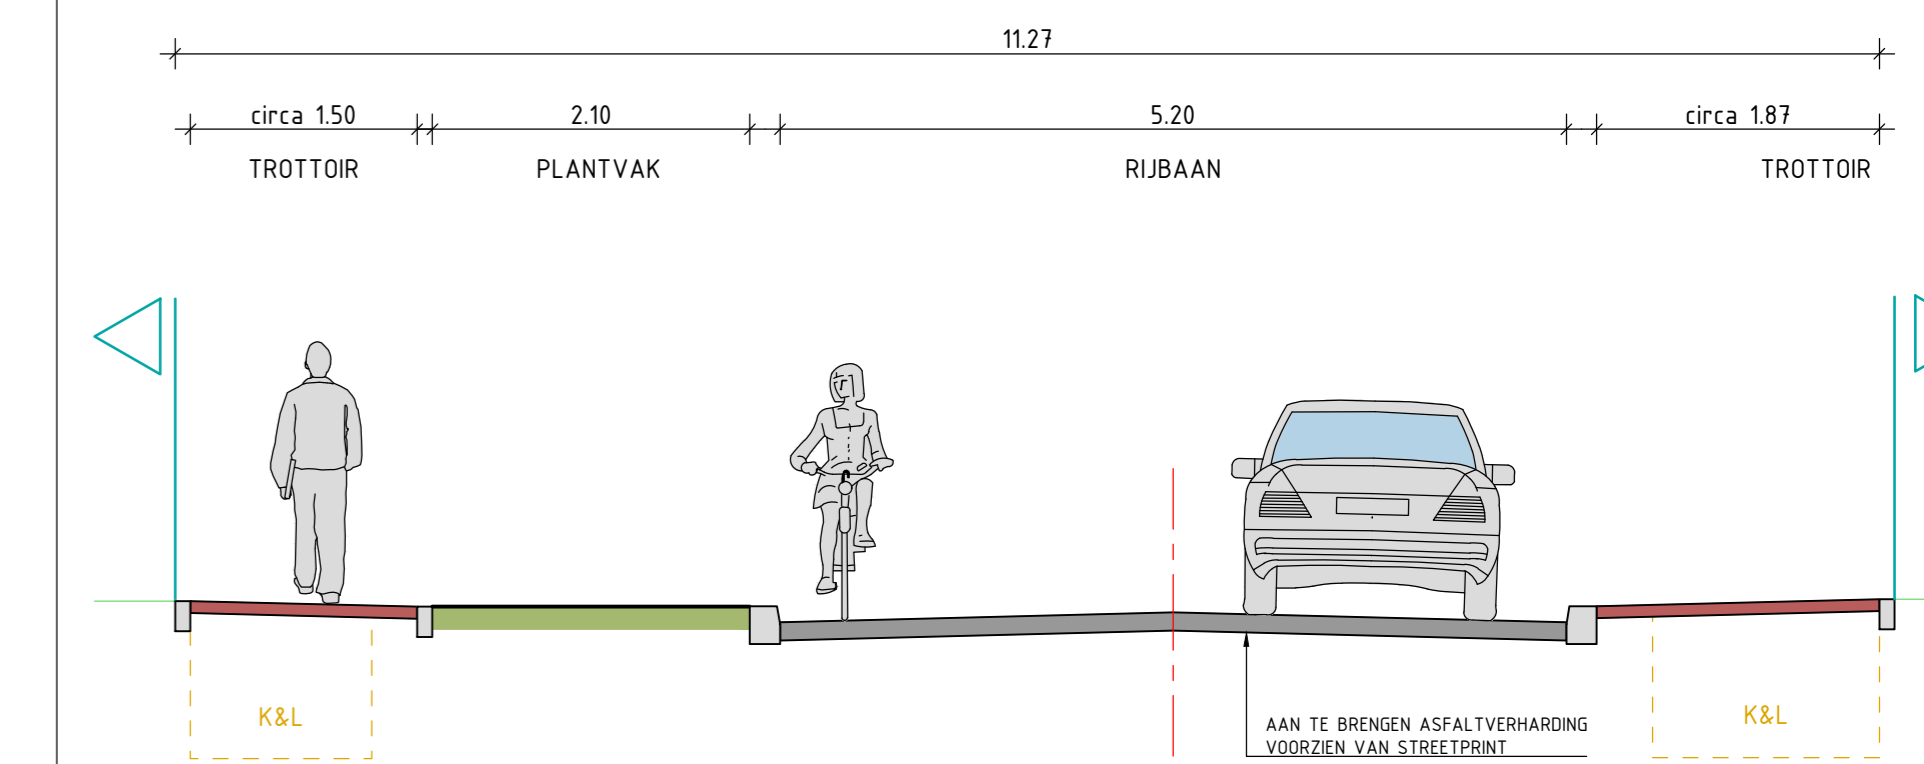 11.27
circa 1.50 2.10 5.20 circa 1.87
TROTTOIR PLANTVAK RIJBAAN TROTTOIR
K&L K&L
AAN TE BRENGEN ASFALTVERHARDING
VOORZIEN VAN STREETPRINT